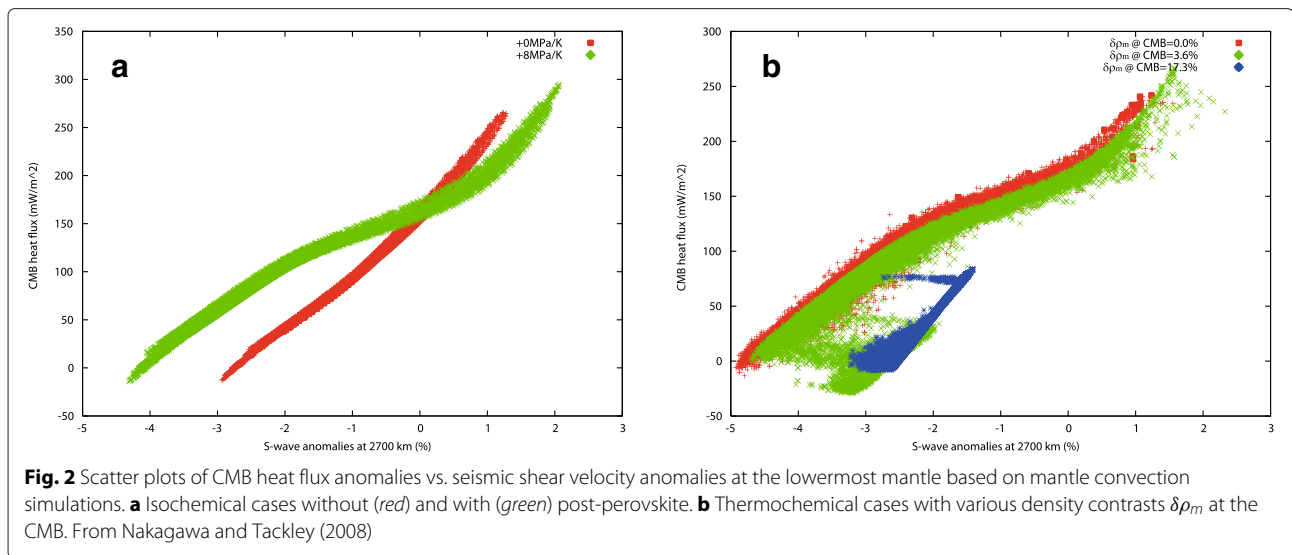 a
+0MPa/K
+8MPa/K
350
300
250
200
150
100
50
0
-50
CMB heat flux (mW/m^2)
-5 -4 -3 -2 -1 0 1 2 3
S-wave anomalies at 2700 km (%)
b
δρm @ CMB=0.0%
δρm @ CMB=3.6%
δρm @ CMB=17.3%
300
250
200
150
100
50
0
-50
CMB heat flux (mW/m^2)
-5 -4 -3 -2 -1 0 1 2 3
S-wave anomalies at 2700 km (%)
Fig. 2 Scatter plots of CMB heat flux anomalies vs. seismic shear velocity anomalies at the lowermost mantle based on mantle convection
simulations. a Isochemical cases without (red) and with (green) post-perovskite. b Thermochemical cases with various density contrasts δρm at the
CMB. From Nakagawa and Tackley (2008)